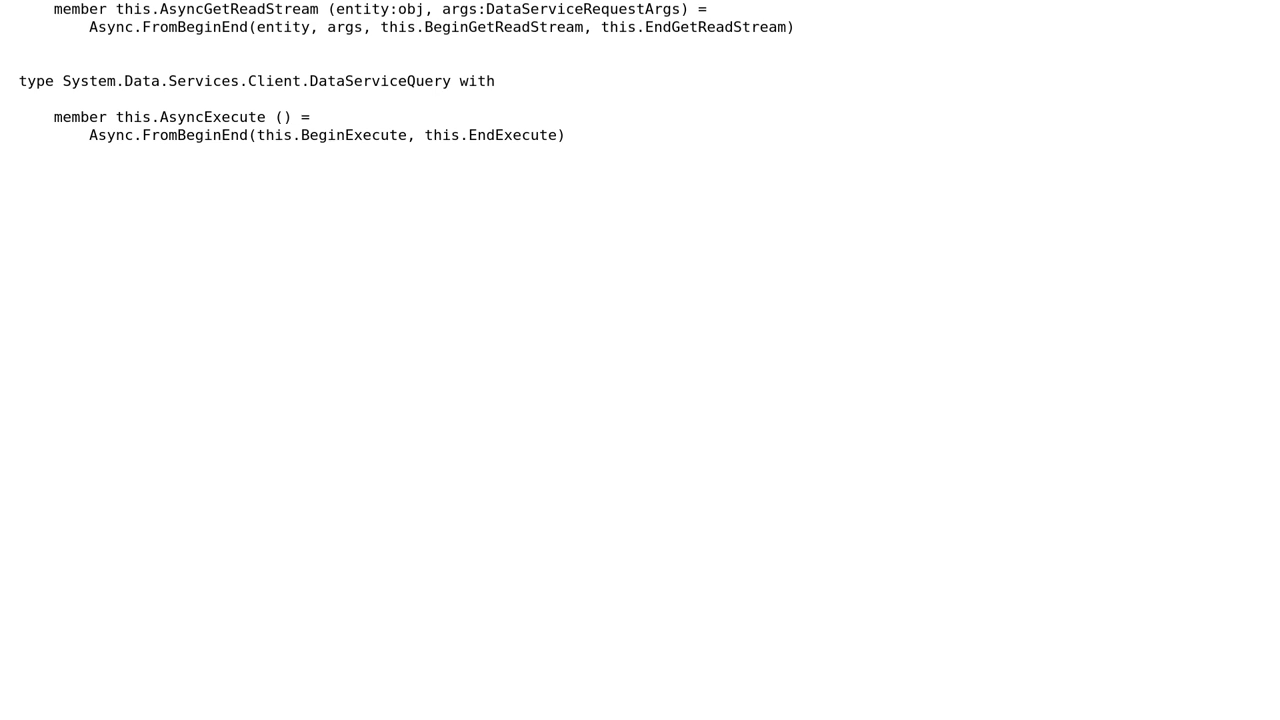 member this.AsyncGetReadStream (entity:obj, args:DataServiceRequestArgs) =
Async.FromBeginEnd(entity, args, this.BeginGetReadStream, this.EndGetReadStream)
type System.Data.Services.Client.DataServiceQuery with
member this.AsyncExecute () =
Async.FromBeginEnd(this.BeginExecute, this.EndExecute)